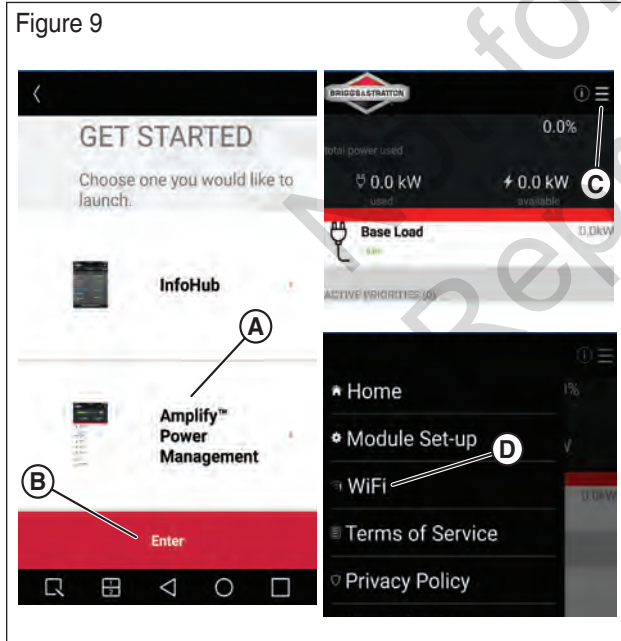 Figure 9
GET STARTED
Choose one you would like to
launch.
InfoHub
A
Amplify™
Power
Management
B
Enter
BRIGGS&STRATTON
0.0%
total power used
0.0 kW
used
0.0 kW
available
C
Base Load
0.0kW
ACTIVE PRIORITIES (0)
Home
Module Set-up
D
WiFi
0.0kW
Terms of Service
Privacy Policy